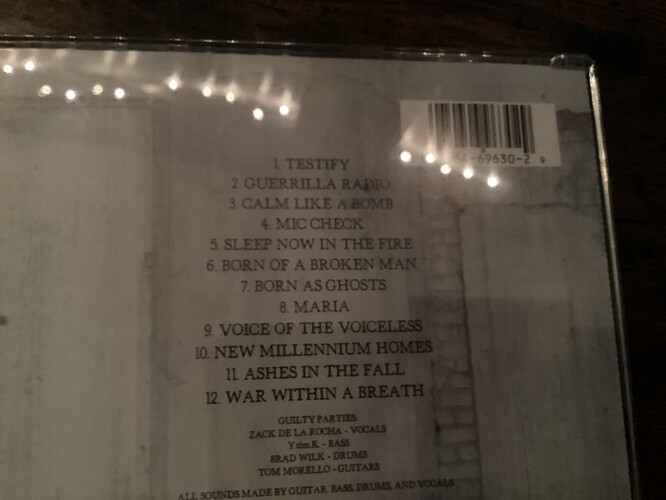 69630-2 9
1. TESTIFY
2. GUERRILLA RADIO
3. CALM LIKE A BOMB
4. MIC CHECK
5. SLEEP NOW IN THE FIRE
6. BORN OF A BROKEN MAN
7. BORN AS GHOSTS
8. MARIA
9. VOICE OF THE VOICELESS
10. NEW MILLENNIUM HOMES
11. ASHES IN THE FALL
12. WAR WITHIN A BREATH
GUILTY PARTIES
ZACK DE LA ROCHA - VOCALS
Y.tim.K. - BASS
BRAD WILK - DRUMS
TOM MORELLO - GUITARS
ALL SOUNDS MADE BY GUITAR, BASS, DRUMS, AND VOCALS